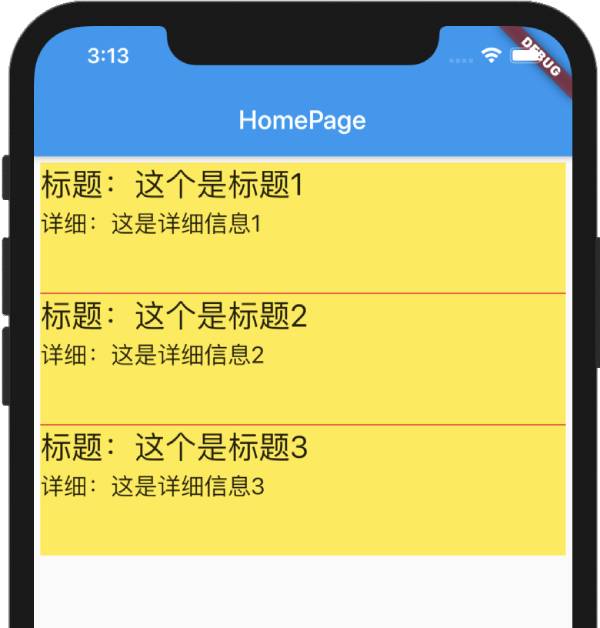 3:13
DEBUG
HomePage
标题：这个是标题1
详细：这是详细信息1
标题：这个是标题2
详细：这是详细信息2
标题：这个是标题3
详细：这是详细信息3